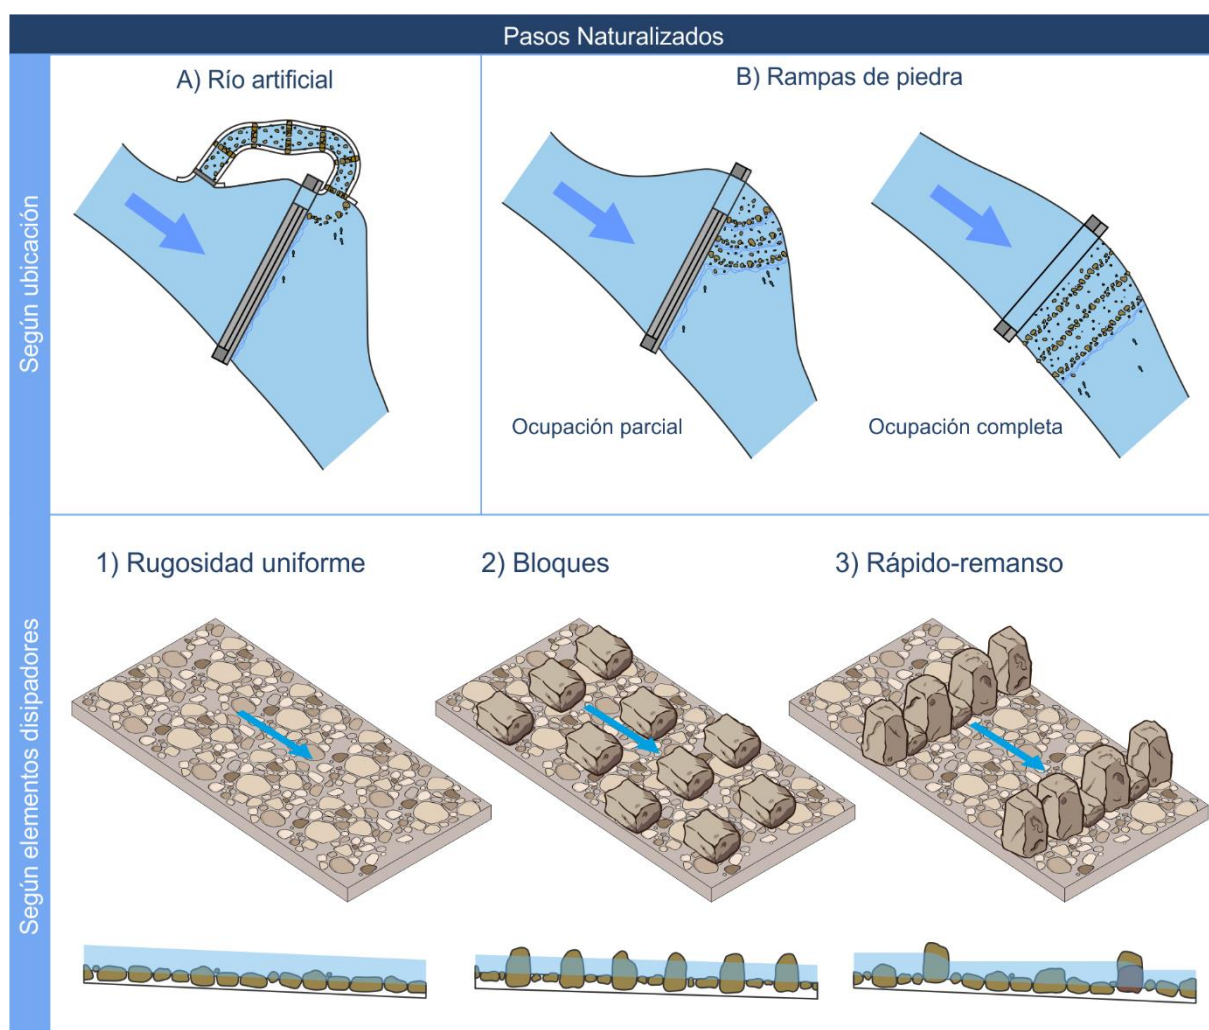 Pasos Naturalizados
Según ubicación
A) Río artificial
B) Rampas de piedra
Ocupación parcial
Ocupación completa
Según elementos disipadores
1) Rugosidad uniforme
2) Bloques
3) Rápido-remanso